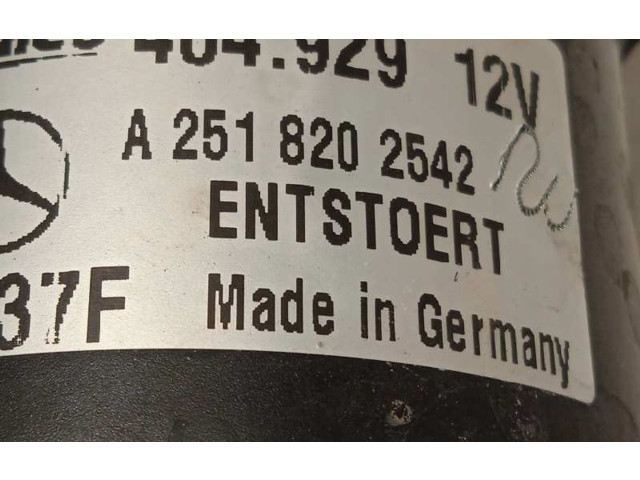 404.929 12V
A 251 820 2542
ENTSTOERT
37F Made in Germany